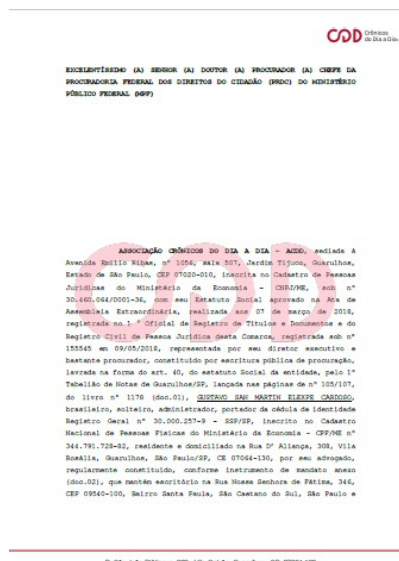 CDD Crônicos
do Dia a Dia.
EXCELENTÍSSIMO (A) SENHOR (A) DOUTOR (A) PROCURADOR (A) CHEFE DA
PROCURADORIA FEDERAL DOS DIREITOS DO CIDADÃO (PRDC) DO MINISTÉRIO
PÚBLICO FEDERAL (MPF)
ASSOCIAÇÃO CRÔNICOS DO DIA A DIA – ACDD, sediada à
Avenida Emílio Ribas, nº 1056, sala 507, Jardim Tijuco, Guarulhos,
Estado de São Paulo, CEP 07020-010, inscrita no Cadastro de Pessoas
Jurídicas do Ministério da Economia – CNPJ/ME, sob nº
30.460.064/0001-36, com seu Estatuto Social aprovado na Ata de
Assembleia Extraordinária, realizada aos 07 de março de 2018,
registrada no 1 º Oficial de Registro de Títulos e Documentos e do
Registro Civil de Pessoa Jurídica desta Comarca, registrada sob nº
155545 em 09/05/2018, representada por seu diretor executivo e
bastante procurador, constituído por escritura pública de procuração,
lavrada na forma do art. 40, do estatuto Social da entidade, pelo 1º
Tabelião de Notas de Guarulhos/SP, lançada nas páginas de nº 105/107,
do livro nº 1178 (doc.01), GUSTAVO SAN MARTIN ELEXPE CARDOSO,
brasileiro, solteiro, administrador, portador da cédula de identidade
Registro Geral nº 30.000.257-9 – SSP/SP, inscrito no Cadastro
Nacional de Pessoas Físicas do Ministério da Economia – CPF/ME nº
344.791.728-82, residente e domiciliado na Rua D' Aliança, 308, Vila
Rosália, Guarulhos, São Paulo/SP, CE 07064-130, por seu advogado,
regularmente constituído, conforme instrumento de mandato anexo
(doc.02), que mantém escritório na Rua Nossa Senhora de Fátima, 346,
CEP 09540-100, Bairro Santa Paula, São Caetano do Sul, São Paulo e